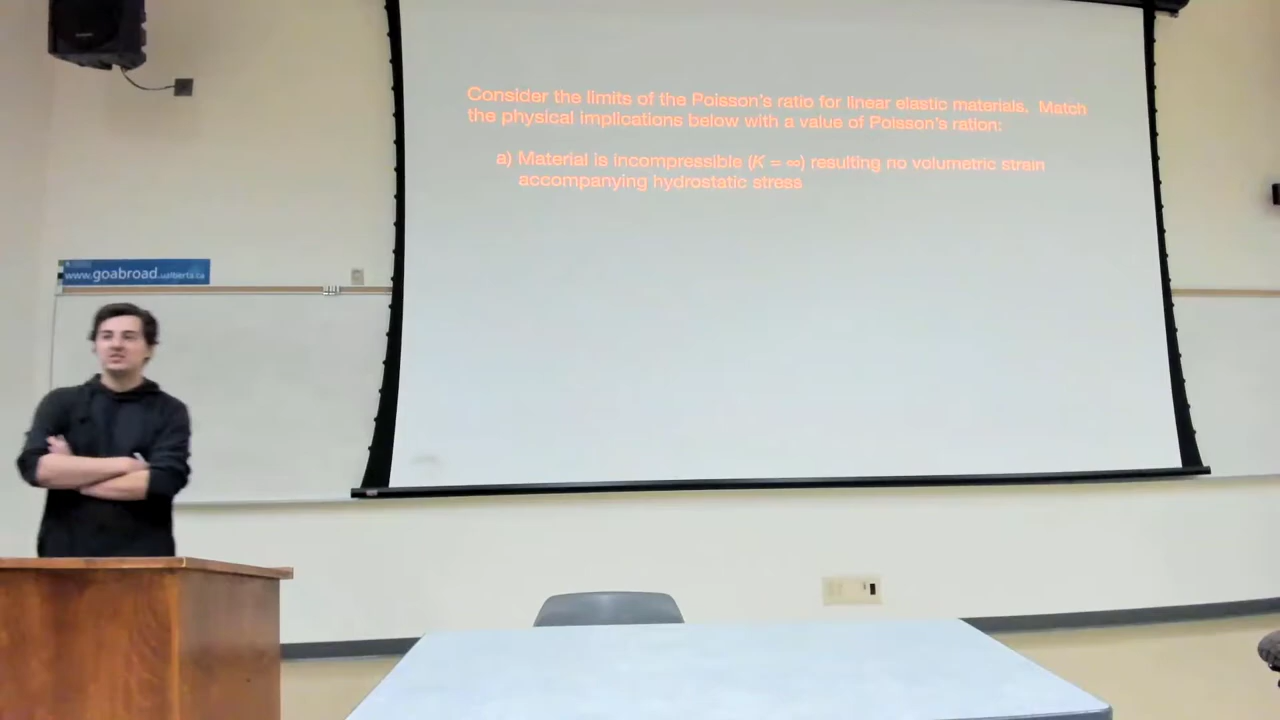 Consider the limits of the Poisson's ratio for linear elastic materials. Match
the physical implications below with a value of Poisson's ration:
a) Material is incompressible (K = ∞) resulting no volumetric strain
accompanying hydrostatic stress
www.goabroad.ualberta.ca